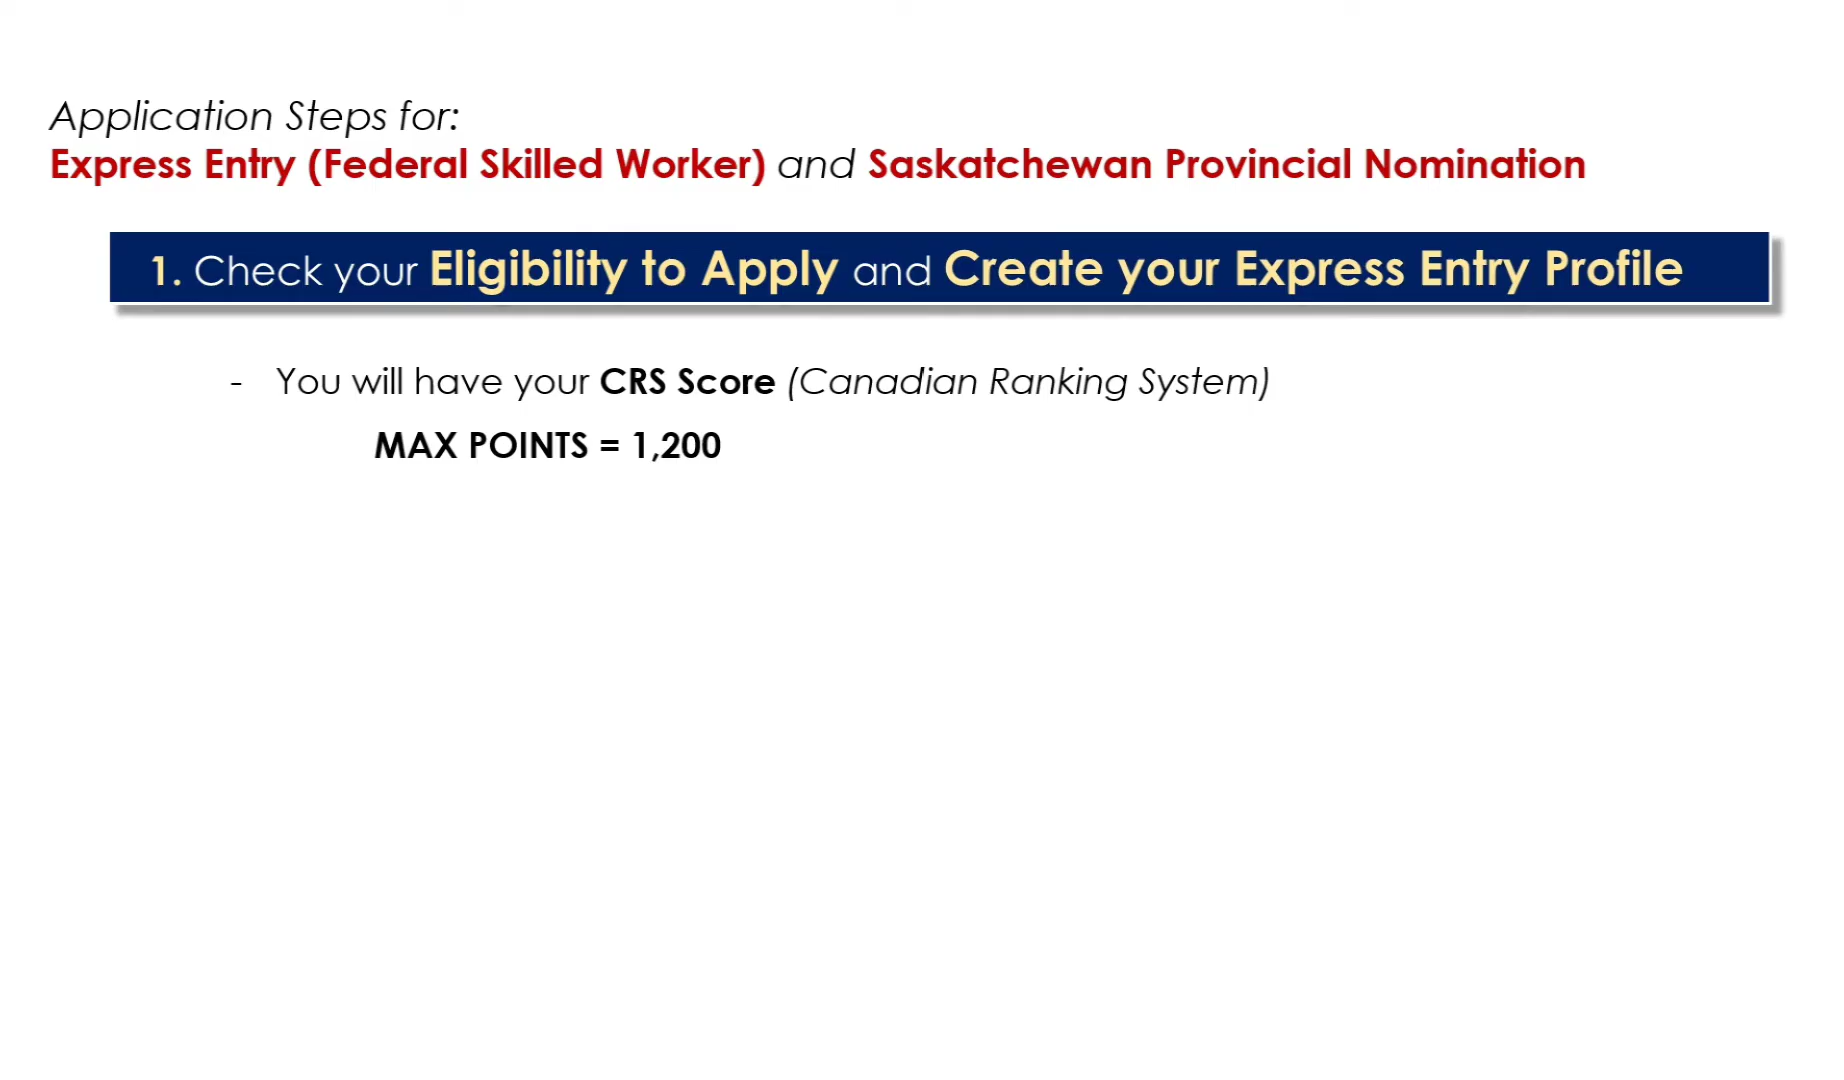 Application Steps for:
Express Entry (Federal Skilled Worker) and Saskatchewan Provincial Nomination
1. Check your Eligibility to Apply and Create your Express Entry Profile
- You will have your CRS Score (Canadian Ranking System)
MAX POINTS = 1,200